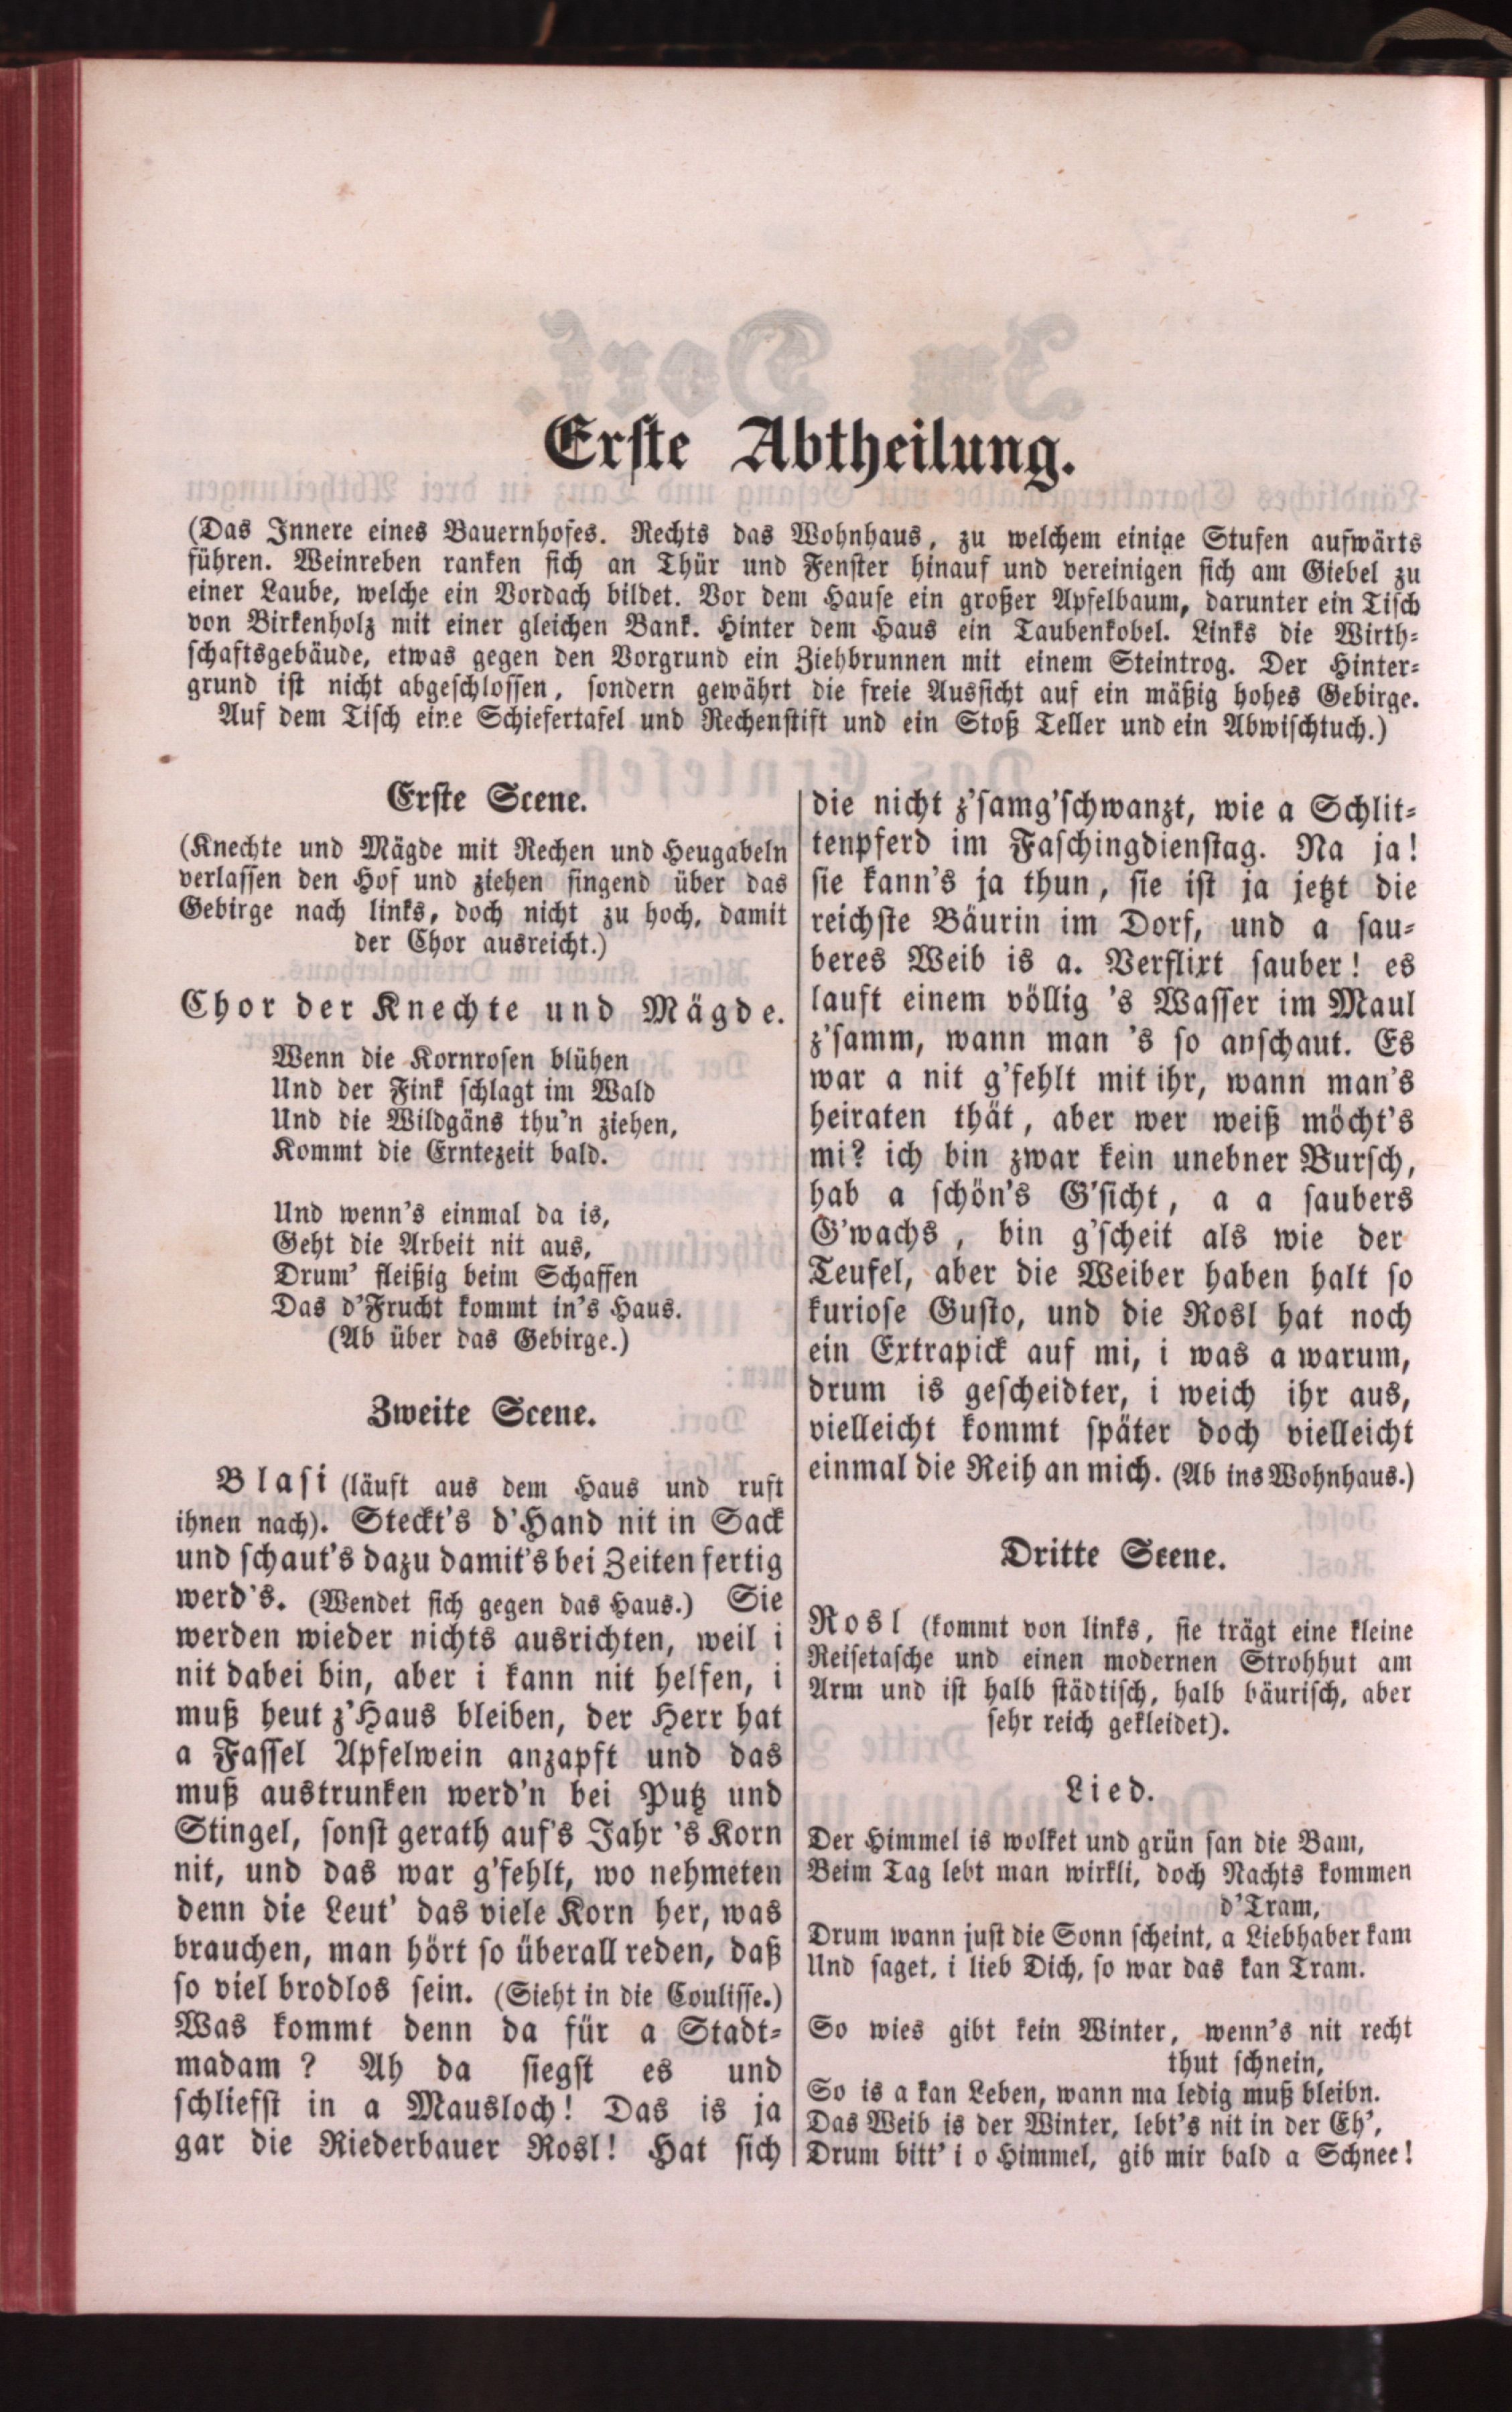 Erste Abtheilung.
(Das Innere eines Bauernhofes. Rechts das Wohnhaus, zu welchem einige Stufen aufwärts
führen. Weinreben ranken sich an Thür und Fenster hinauf und vereinigen sich am Giebel zu
einer Laube, welche ein Vordach bildet. Vor dem Hause ein großer Apfelbaum, darunter ein Tisch
von Birkenholz mit einer gleichen Bank. Hinter dem Haus ein Taubenkobel. Links die Wirth-
schaftsgebäude, etwas gegen den Vorgrund ein Ziehbrunnen mit einem Steintrog. Der Hinter-
grund ist nicht abgeschlossen, sondern gewährt die freie Aussicht auf ein mäßig hohes Gebirge.
Auf dem Tisch eine Schiefertafel und Rechenstift und ein Stoß Teller und ein Abwischtuch.)
Erste Scene.
(Knechte und Mägde mit Rechen und Heugabeln
verlassen den Hof und ziehen singend über das
Gebirge nach links, doch nicht zu hoch, damit
der Chor ausreicht.)
Chor der Knechte und Mägde.
Wenn die Kornrosen blühen
Und der Fink schlagt im Wald
Und die Wildgäns thu'n ziehen,
Kommt die Erntezeit bald.
Und wenn's einmal da is,
Geht die Arbeit nit aus,
Drum' fleißig beim Schaffen
Das d'Frucht kommt in's Haus.
(Ab über das Gebirge.)
Zweite Scene.
Blasi (läuft aus dem Haus und ruft
ihnen nach). Steckt's d'Hand nit in Sack
und schaut's dazu damit's bei Zeiten fertig
werd's. (Wendet sich gegen das Haus.) Sie
werden wieder nichts ausrichten, weil i
nit dabei bin, aber i kann nit helfen, i
muß heut z'Haus bleiben, der Herr hat
a Fassel Apfelwein anzapft und das
muß austrunken werd'n bei Putz und
Stingel, sonst gerath auf's Jahr 's Korn
nit, und das war g'fehlt, wo nehmeten
denn die Leut' das viele Korn her, was
brauchen, man hört so überall reden, daß
so viel brodlos sein. (Sieht in die Coulisse.)
Was kommt denn da für a Stadt-
madam? Ah da siegst es und
schliefst in a Mausloch! Das is ja
gar die Riederbauer Rosl! Hat sich
die nicht z'samg'schwanzt, wie a Schlit-
tenpferd im Faschingdienstag. Na ja!
sie kann's ja thun, sie ist ja jetzt die
reichste Bäurin im Dorf, und a sau-
beres Weib is a. Verflixt sauber! es
lauft einem völlig 's Wasser im Maul
z'samm, wann man 's so anschaut. Es
war a nit g'fehlt mit ihr, wann man's
heiraten thät, aber wer weiß möcht's
mi? ich bin zwar kein unebner Bursch,
hab a schön's G'sicht, a a saubers
G'wachs, bin g'scheit als wie der
Teufel, aber die Weiber haben halt so
kuriose Gusto, und die Rosl hat noch
ein Extrapick auf mi, i was a warum,
drum is gescheidter, i weich ihr aus,
vielleicht kommt später doch vielleicht
einmal die Reih an mich. (Ab ins Wohnhaus.)
Dritte Scene.
Rosl (kommt von links, sie trägt eine kleine
Reisetasche und einen modernen Strohhut am
Arm und ist halb städtisch, halb bäurisch, aber
sehr reich gekleidet).
Lied.
Der Himmel is wolket und grün san die Bam,
Beim Tag lebt man wirkli, doch Nachts kommen
d'Tram,
Drum wann just die Sonn scheint, a Liebhaber kam
Und saget, i lieb Dich, so war das kan Tram.
So wies gibt kein Winter, wenn's nit recht
thut schnein,
So is a kan Leben, wann ma ledig muß bleibn.
Das Weib is der Winter, lebt's nit in der Eh',
Drum bitt' i o Himmel, gib mir bald a Schnee!